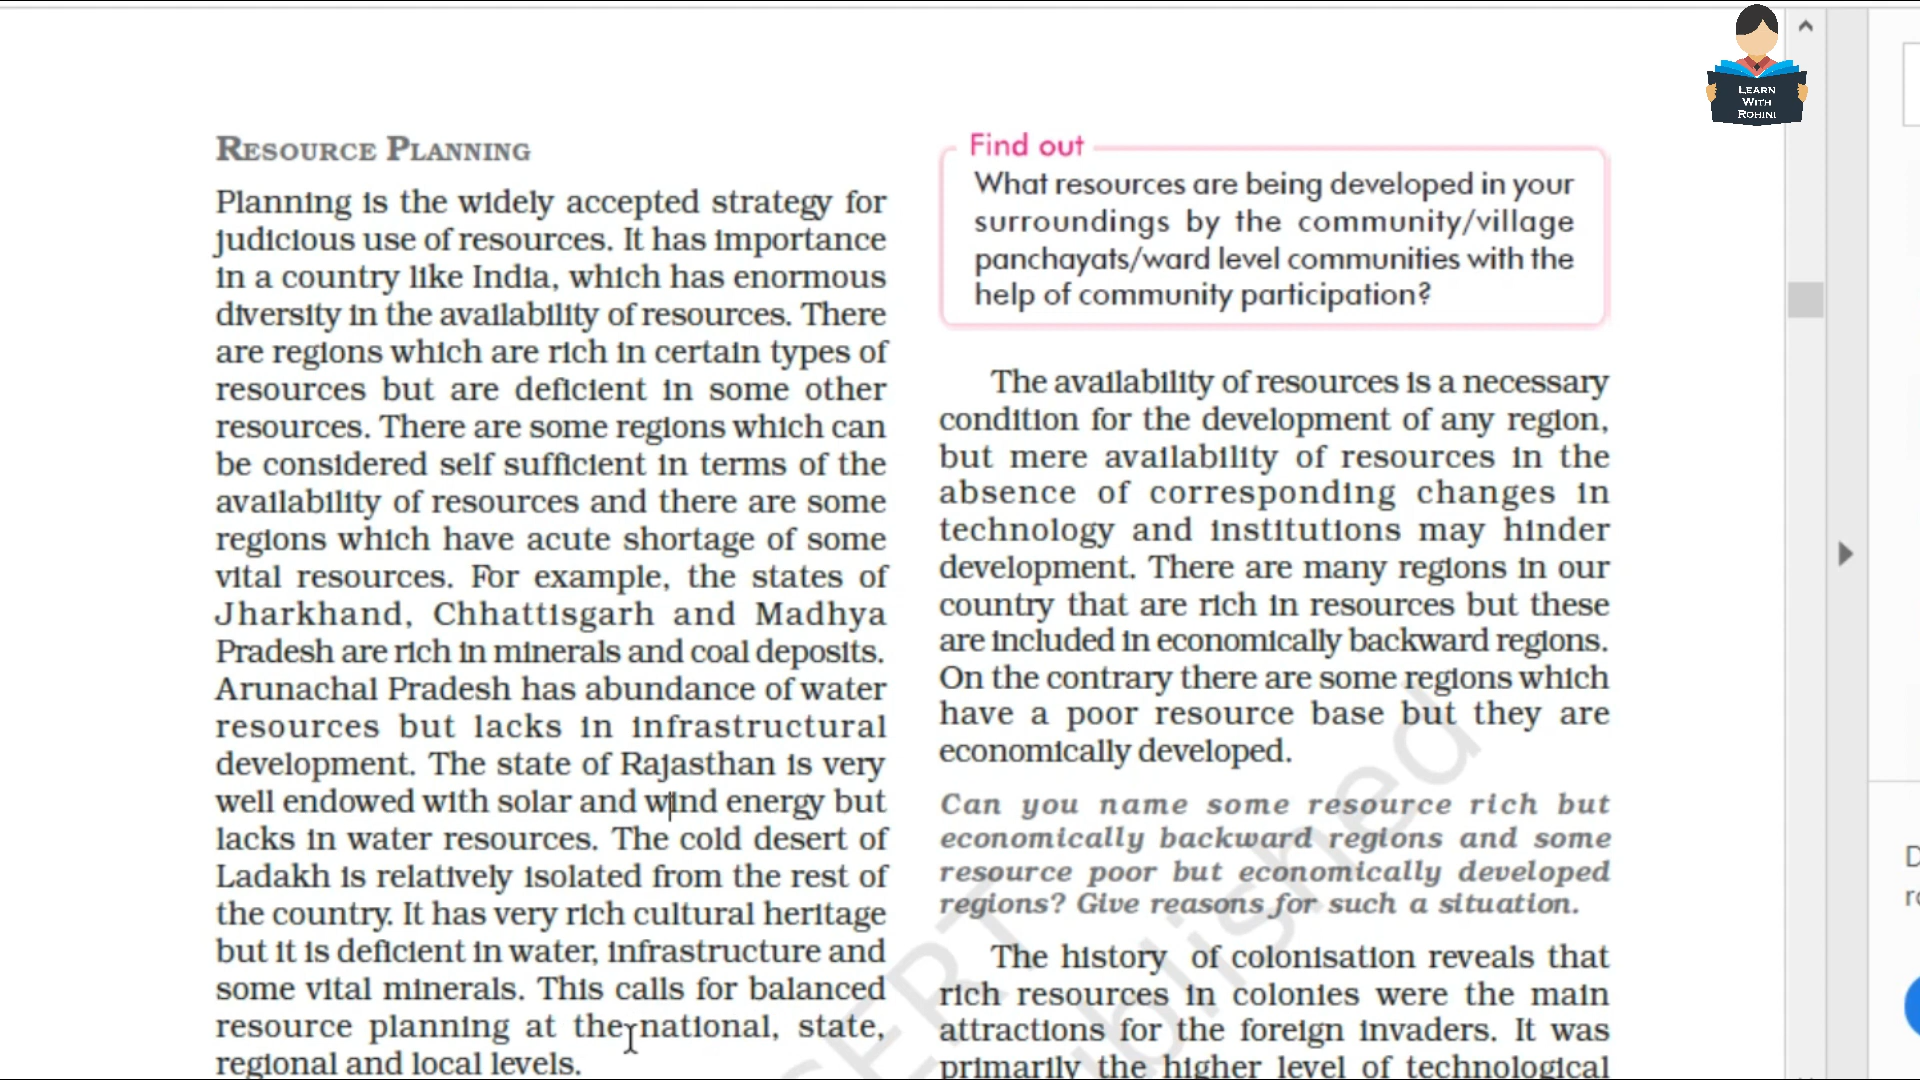 LEARN
WITH
ROHINI
RESOURCE PLANNING
Planning is the widely accepted strategy for
judicious use of resources. It has importance
in a country like India, which has enormous
diversity in the availability of resources. There
are regions which are rich in certain types of
resources but are deficient in some other
resources. There are some regions which can
be considered self sufficient in terms of the
availability of resources and there are some
regions which have acute shortage of some
vital resources. For example, the states of
Jharkhand, Chhattisgarh and Madhya
Pradesh are rich in minerals and coal deposits.
Arunachal Pradesh has abundance of water
resources but lacks in infrastructural
development. The state of Rajasthan is very
well endowed with solar and wind energy but
lacks in water resources. The cold desert of
Ladakh is relatively isolated from the rest of
the country. It has very rich cultural heritage
but it is deficient in water, infrastructure and
some vital minerals. This calls for balanced
resource planning at the national, state,
regional and local levels.
Find out
What resources are being developed in your
surroundings by the community/village
panchayats/ward level communities with the
help of community participation?
The availability of resources is a necessary
condition for the development of any region,
but mere availability of resources in the
absence of corresponding changes in
technology and institutions may hinder
development. There are many regions in our
country that are rich in resources but these
are included in economically backward regions.
On the contrary there are some regions which
have a poor resource base but they are
economically developed.
Can you name some resource rich but
economically backward regions and some
resource poor but economically developed
regions? Give reasons for such a situation.
The history of colonisation reveals that
rich resources in colonies were the main
attractions for the foreign invaders. It was
primarily the higher level of technological